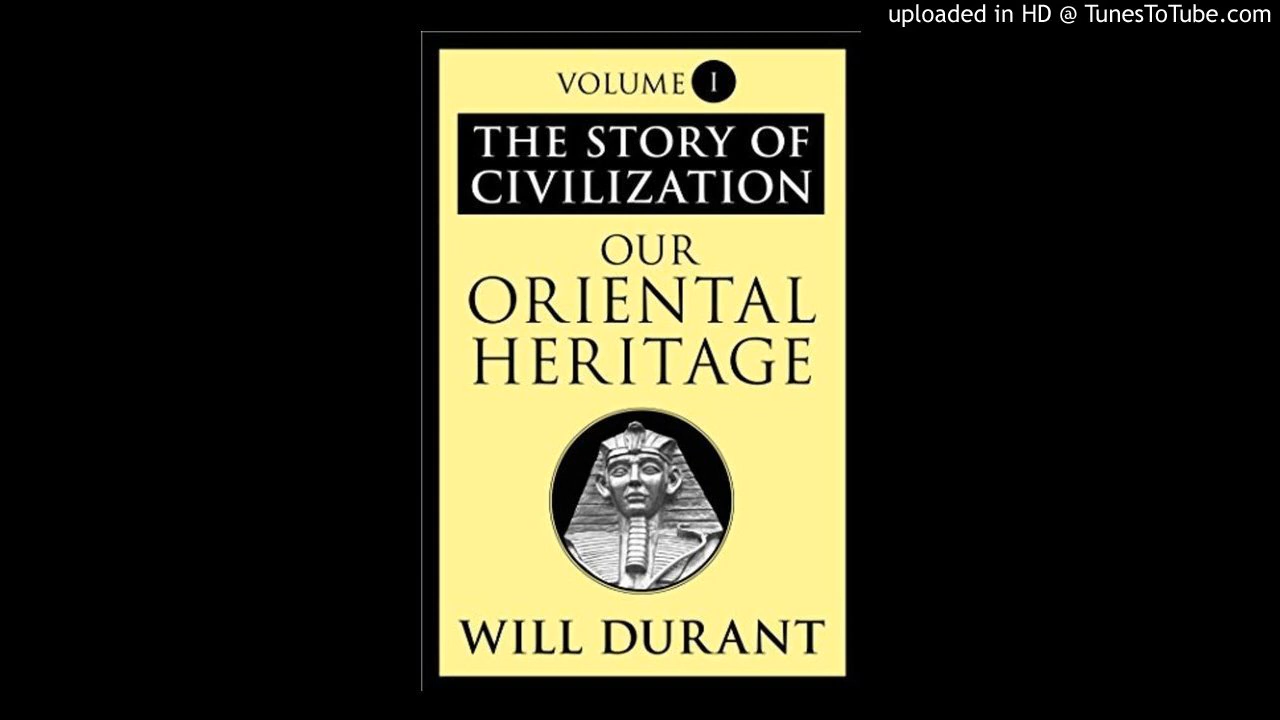 uploaded in HD @ TunesToTube.com
VOLUME I
THE STORY OF
CIVILIZATION
OUR
ORIENTAL
HERITAGE
WILL DURANT